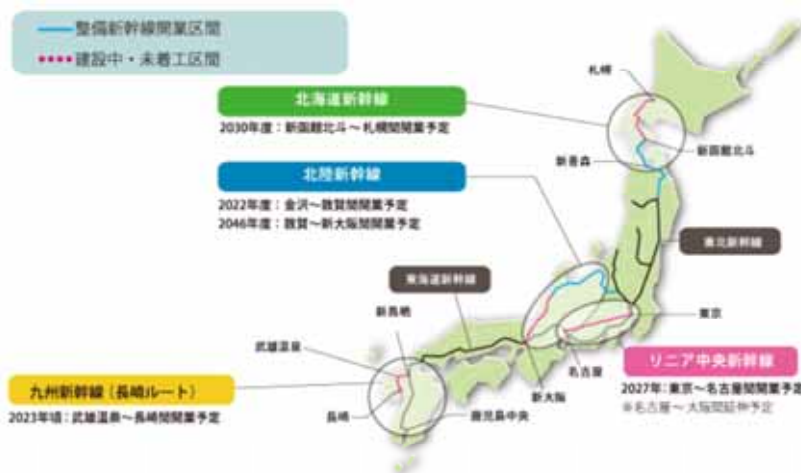 整備新幹線開業区間
建設中・未着工区間
北海道新幹線
2030年度：新函館北斗～札幌間開業予定
北陸新幹線
2022年度：金沢～敦賀間開業予定
2046年度：敦賀～新大阪間開業予定
札幌
新函館北斗
新青森
東北新幹線
東海道新幹線
新鳥栖
武雄温泉
東京
リニア中央新幹線
2027年：東京～名古屋間開業予定
※名古屋～大阪間延伸予定
名古屋
新大阪
九州新幹線（長崎ルート）
2023年頃：武雄温泉～長崎間開業予定
長崎
鹿児島中央